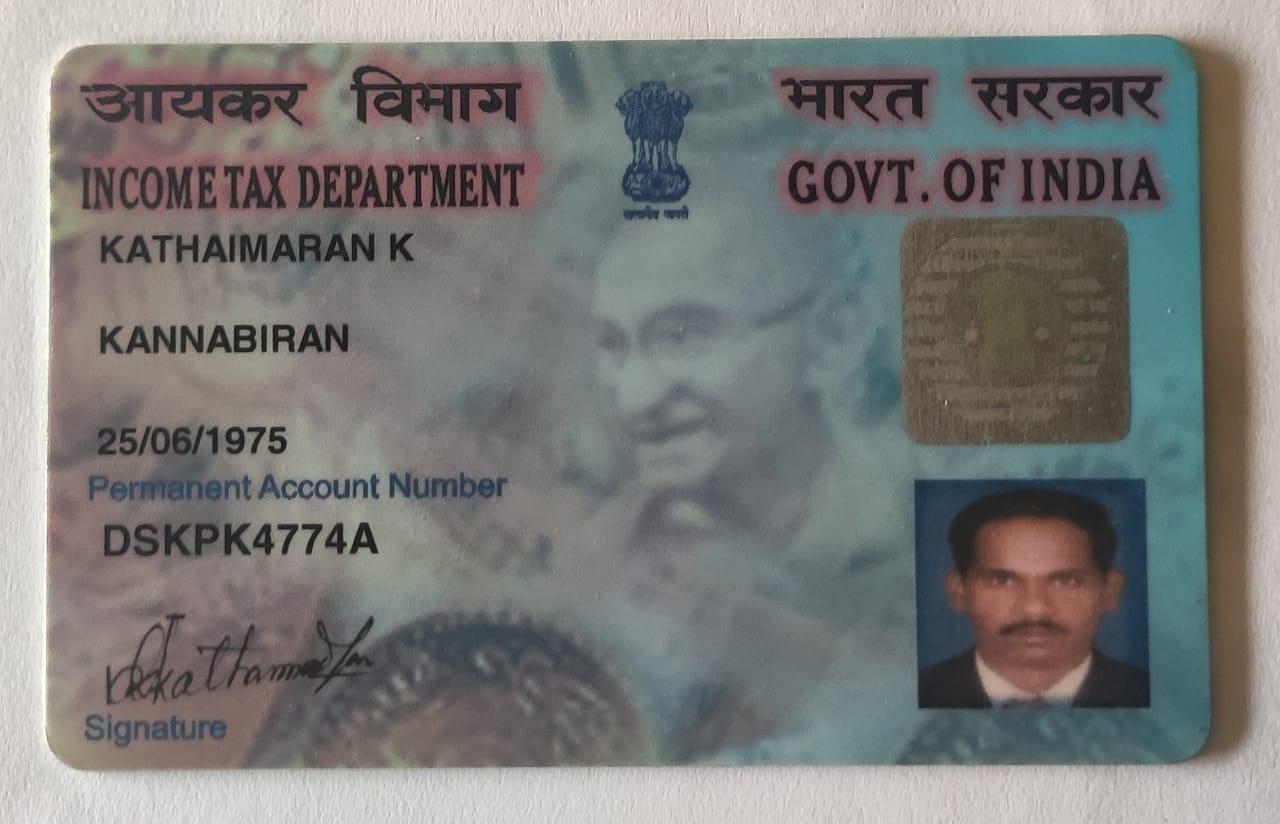 आयकर विभाग
भारत सरकार
INCOME TAX DEPARTMENT
GOVT. OF INDIA
सत्यमेव जयते
KATHAIMARAN K
KANNABIRAN
25/06/1975
Permanent Account Number
DSKPK4774A
Signature